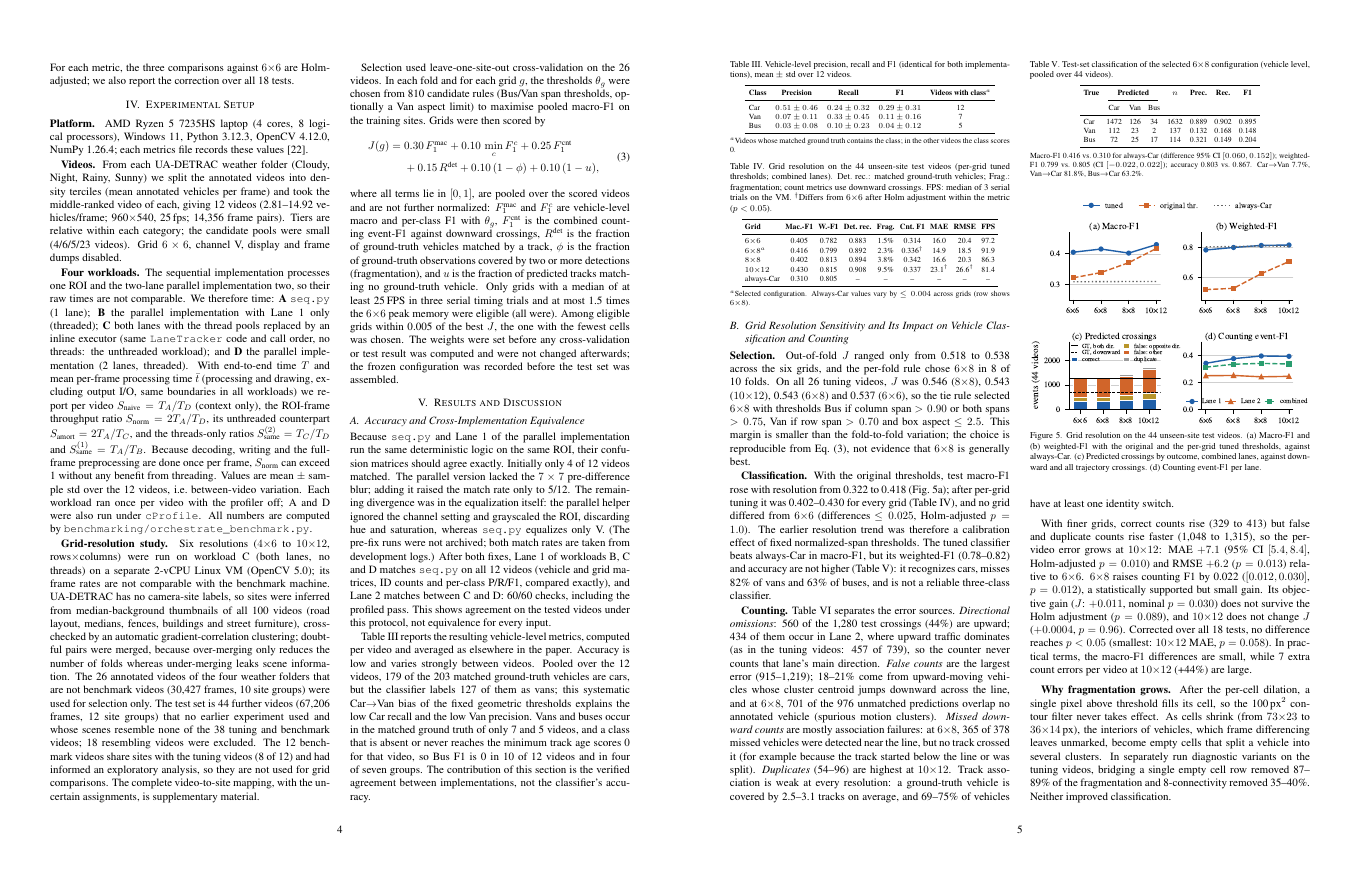 For each metric, the three comparisons against 6×6 are Holm-
adjusted; we also report the correction over all 18 tests.
IV. EXPERIMENTAL SETUP
Platform. AMD Ryzen 5 7235HS laptop (4 cores, 8 logi-
cal processors), Windows 11, Python 3.12.3, OpenCV 4.12.0,
NumPy 1.26.4; each metrics file records these values [22].
Videos. From each UA-DETRAC weather folder (Cloudy,
Night, Rainy, Sunny) we split the annotated videos into den-
sity terciles (mean annotated vehicles per frame) and took the
middle-ranked video of each, giving 12 videos (2.81–14.92 ve-
hicles/frame; 960×540, 25 fps; 14,356 frame pairs). Tiers are
relative within each category; the candidate pools were small
(4/6/5/23 videos). Grid 6 × 6, channel V, display and frame
dumps disabled.
Four workloads. The sequential implementation processes
one ROI and the two-lane parallel implementation two, so their
raw times are not comparable. We therefore time: A seq.py
(1 lane); B the parallel implementation with Lane 1 only
(threaded); C both lanes with the thread pools replaced by an
inline executor (same LaneTracker code and call order, no
threads: the unthreaded workload); and D the parallel imple-
mentation (2 lanes, threaded). With end-to-end time T and
mean per-frame processing time t̄ (processing and drawing, ex-
cluding output I/O, same boundaries in all workloads) we re-
port per video S_naive = T_A/T_D (context only), the ROI-frame
throughput ratio S_norm = 2T_A/T_D, its unthreaded counterpart
S_amort = 2T_A/T_C, and the threads-only ratios S^(2)_same = T_C/T_D
and S^(1)_same = T_A/T_B. Because decoding, writing and the full-
frame preprocessing are done once per frame, S_norm can exceed
1 without any benefit from threading. Values are mean ± sam-
ple std over the 12 videos, i.e. between-video variation. Each
workload ran once per video with the profiler off; A and D
were also run under cProfile. All numbers are computed
by benchmarking/orchestrate_benchmark.py.
Grid-resolution study. Six resolutions (4×6 to 10×12,
rows×columns) were run on workload C (both lanes, no
threads) on a separate 2-vCPU Linux VM (OpenCV 5.0); its
frame rates are not comparable with the benchmark machine.
UA-DETRAC has no camera-site labels, so sites were inferred
from median-background thumbnails of all 100 videos (road
layout, medians, fences, buildings and street furniture), cross-
checked by an automatic gradient-correlation clustering; doubt-
ful pairs were merged, because over-merging only reduces the
number of folds whereas under-merging leaks scene informa-
tion. The 26 annotated videos of the four weather folders that
are not benchmark videos (30,427 frames, 10 site groups) were
used for selection only. The test set is 44 further videos (67,206
frames, 12 site groups) that no earlier experiment used and
whose scenes resemble none of the 38 tuning and benchmark
videos; 18 resembling videos were excluded. The 12 bench-
mark videos share sites with the tuning videos (8 of 12) and had
informed an exploratory analysis, so they are not used for grid
comparisons. The complete video-to-site mapping, with the un-
certain assignments, is supplementary material.
Selection used leave-one-site-out cross-validation on the 26
videos. In each fold and for each grid g, the thresholds θ_g were
chosen from 810 candidate rules (Bus/Van span thresholds, op-
tionally a Van aspect limit) to maximise pooled macro-F1 on
the training sites. Grids were then scored by
J(g) = 0.30 F_1^mac + 0.10 min_c F_1^c + 0.25 F_1^cnt
+ 0.15 R^det + 0.10 (1 − φ) + 0.10 (1 − u), (3)
where all terms lie in [0, 1], are pooled over the scored videos
and are not further normalized: F_1^mac and F_1^c are vehicle-level
macro and per-class F1 with θ_g, F_1^cnt is the combined count-
ing event-F1 against downward crossings, R^det is the fraction
of ground-truth vehicles matched by a track, φ is the fraction
of ground-truth observations covered by two or more detections
(fragmentation), and u is the fraction of predicted tracks match-
ing no ground-truth vehicle. Only grids with a median of at
least 25 FPS in three serial timing trials and at most 1.5 times
the 6×6 peak memory were eligible (all were). Among eligible
grids within 0.005 of the best J, the one with the fewest cells
was chosen. The weights were set before any cross-validation
or test result was computed and were not changed afterwards;
the frozen configuration was recorded before the test set was
assembled.
V. RESULTS AND DISCUSSION
A. Accuracy and Cross-Implementation Equivalence
Because seq.py and Lane 1 of the parallel implementation
run the same deterministic logic on the same ROI, their confu-
sion matrices should agree exactly. Initially only 4 of 12 videos
matched. The parallel version lacked the 7 × 7 pre-difference
blur; adding it raised the match rate only to 5/12. The remain-
ing divergence was in the equalization itself: the parallel helper
ignored the channel setting and grayscaled the ROI, discarding
hue and saturation, whereas seq.py equalizes only V. (The
pre-fix runs were not archived; both match rates are taken from
development logs.) After both fixes, Lane 1 of workloads B, C
and D matches seq.py on all 12 videos (vehicle and grid ma-
trices, ID counts and per-class P/R/F1, compared exactly), and
Lane 2 matches between C and D: 60/60 checks, including the
profiled pass. This shows agreement on the tested videos under
this protocol, not equivalence for every input.
Table III reports the resulting vehicle-level metrics, computed
per video and averaged as elsewhere in the paper. Accuracy is
low and varies strongly between videos. Pooled over the 12
videos, 179 of the 203 matched ground-truth vehicles are cars,
but the classifier labels 127 of them as vans; this systematic
Car→Van bias of the fixed geometric thresholds explains the
low Car recall and the low Van precision. Vans and buses occur
in the matched ground truth of only 7 and 5 videos, and a class
that is absent or never reaches the minimum track age scores 0
for that video, so Bus F1 is 0 in 10 of 12 videos and in four
of seven groups. The contribution of this section is the verified
agreement between implementations, not the classifier's accu-
racy.
4
Table III. Vehicle-level precision, recall and F1 (identical for both implementa-
tions), mean ± std over 12 videos.
Class Precision Recall F1 Videos with class^a
Car 0.51 ± 0.46 0.24 ± 0.32 0.29 ± 0.31 12
Van 0.07 ± 0.11 0.33 ± 0.45 0.11 ± 0.16 7
Bus 0.03 ± 0.08 0.10 ± 0.23 0.04 ± 0.12 5
^a Videos whose matched ground truth contains the class; in the other videos the class scores
0.
Table IV. Grid resolution on the 44 unseen-site test videos (per-grid tuned
thresholds; combined lanes). Det. rec.: matched ground-truth vehicles; Frag.:
fragmentation; count metrics use downward crossings. FPS: median of 3 serial
trials on the VM. †Differs from 6×6 after Holm adjustment within the metric
(p < 0.05).
Grid Mac.-F1 W.-F1 Det. rec. Frag. Cnt. F1 MAE RMSE FPS
6×6 0.405 0.782 0.883 1.5% 0.314 16.0 20.4 97.2
6×8^a 0.416 0.799 0.892 2.3% 0.336† 14.9 18.5 91.9
8×8 0.402 0.813 0.894 3.8% 0.342 16.6 20.3 86.3
10×12 0.430 0.815 0.908 9.5% 0.337 23.1† 26.6† 81.4
always-Car 0.310 0.805 – – – – – –
^a Selected configuration. Always-Car values vary by ≤ 0.004 across grids (row shows
6×8).
B. Grid Resolution Sensitivity and Its Impact on Vehicle Clas-
sification and Counting
Selection. Out-of-fold J ranged only from 0.518 to 0.538
across the six grids, and the per-fold rule chose 6×8 in 8 of
10 folds. On all 26 tuning videos, J was 0.546 (8×8), 0.543
(10×12), 0.543 (6×8) and 0.537 (6×6), so the tie rule selected
6×8 with thresholds Bus if column span > 0.90 or both spans
> 0.75, Van if row span > 0.70 and box aspect ≤ 2.5. This
margin is smaller than the fold-to-fold variation; the choice is
reproducible from Eq. (3), not evidence that 6×8 is generally
best.
Classification. With the original thresholds, test macro-F1
rose with resolution from 0.322 to 0.418 (Fig. 5a); after per-grid
tuning it was 0.402–0.430 for every grid (Table IV), and no grid
differed from 6×6 (differences ≤ 0.025, Holm-adjusted p =
1.0). The earlier resolution trend was therefore a calibration
effect of fixed normalized-span thresholds. The tuned classifier
beats always-Car in macro-F1, but its weighted-F1 (0.78–0.82)
and accuracy are not higher (Table V): it recognizes cars, misses
82% of vans and 63% of buses, and is not a reliable three-class
classifier.
Counting. Table VI separates the error sources. Directional
omissions: 560 of the 1,280 test crossings (44%) are upward;
434 of them occur in Lane 2, where upward traffic dominates
(as in the tuning videos: 457 of 739), so the counter never
counts that lane's main direction. False counts are the largest
error (915–1,219); 18–21% come from upward-moving vehi-
cles whose cluster centroid jumps downward across the line,
and at 6×8, 701 of the 976 unmatched predictions overlap no
annotated vehicle (spurious motion clusters). Missed down-
ward counts are mostly association failures: at 6×8, 365 of 378
missed vehicles were detected near the line, but no track crossed
it (for example because the track started below the line or was
split). Duplicates (54–96) are highest at 10×12. Track asso-
ciation is weak at every resolution: a ground-truth vehicle is
covered by 2.5–3.1 tracks on average, and 69–75% of vehicles
Table V. Test-set classification of the selected 6×8 configuration (vehicle level,
pooled over 44 videos).
True Predicted n Prec. Rec. F1
Car Van Bus
Car 1472 126 34 1632 0.889 0.902 0.895
Van 112 23 2 137 0.132 0.168 0.148
Bus 72 25 17 114 0.321 0.149 0.204
Macro-F1 0.416 vs. 0.310 for always-Car (difference 95% CI [0.060, 0.152]); weighted-
F1 0.799 vs. 0.805 (CI [−0.022, 0.022]); accuracy 0.803 vs. 0.867. Car→Van 7.7%,
Van→Car 81.8%, Bus→Car 63.2%.
tuned original thr. always-Car
(a) Macro-F1
0.4
0.3
6×6 6×8 8×8 10×12
(b) Weighted-F1
0.8
0.6
6×6 6×8 8×8 10×12
(c) Predicted crossings
GT, both dir. false: opposite dir.
GT, downward false: other
correct duplicate
events (44 videos)
2000
1000
0
6×6 6×8 8×8 10×12
(d) Counting event-F1
0.4
0.2
0.0
Lane 1 Lane 2 combined
6×6 6×8 8×8 10×12
Figure 5. Grid resolution on the 44 unseen-site test videos. (a) Macro-F1 and
(b) weighted-F1 with the original and the per-grid tuned thresholds, against
always-Car. (c) Predicted crossings by outcome, combined lanes, against down-
ward and all trajectory crossings. (d) Counting event-F1 per lane.
have at least one identity switch.
With finer grids, correct counts rise (329 to 413) but false
and duplicate counts rise faster (1,048 to 1,315), so the per-
video error grows at 10×12: MAE +7.1 (95% CI [5.4, 8.4],
Holm-adjusted p = 0.010) and RMSE +6.2 (p = 0.013) rela-
tive to 6×6. 6×8 raises counting F1 by 0.022 ([0.012, 0.030],
p = 0.012), a statistically supported but small gain. Its objec-
tive gain (J: +0.011, nominal p = 0.030) does not survive the
Holm adjustment (p = 0.089), and 10×12 does not change J
(+0.0004, p = 0.96). Corrected over all 18 tests, no difference
reaches p < 0.05 (smallest: 10×12 MAE, p = 0.058). In prac-
tical terms, the macro-F1 differences are small, while 7 extra
count errors per video at 10×12 (+44%) are large.
Why fragmentation grows. After the per-cell dilation, a
single pixel above threshold fills its cell, so the 100 px² con-
tour filter never takes effect. As cells shrink (from 73×23 to
36×14 px), the interiors of vehicles, which frame differencing
leaves unmarked, become empty cells that split a vehicle into
several clusters. In separately run diagnostic variants on the
tuning videos, bridging a single empty cell row removed 87–
89% of the fragmentation and 8-connectivity removed 35–40%.
Neither improved classification.
5